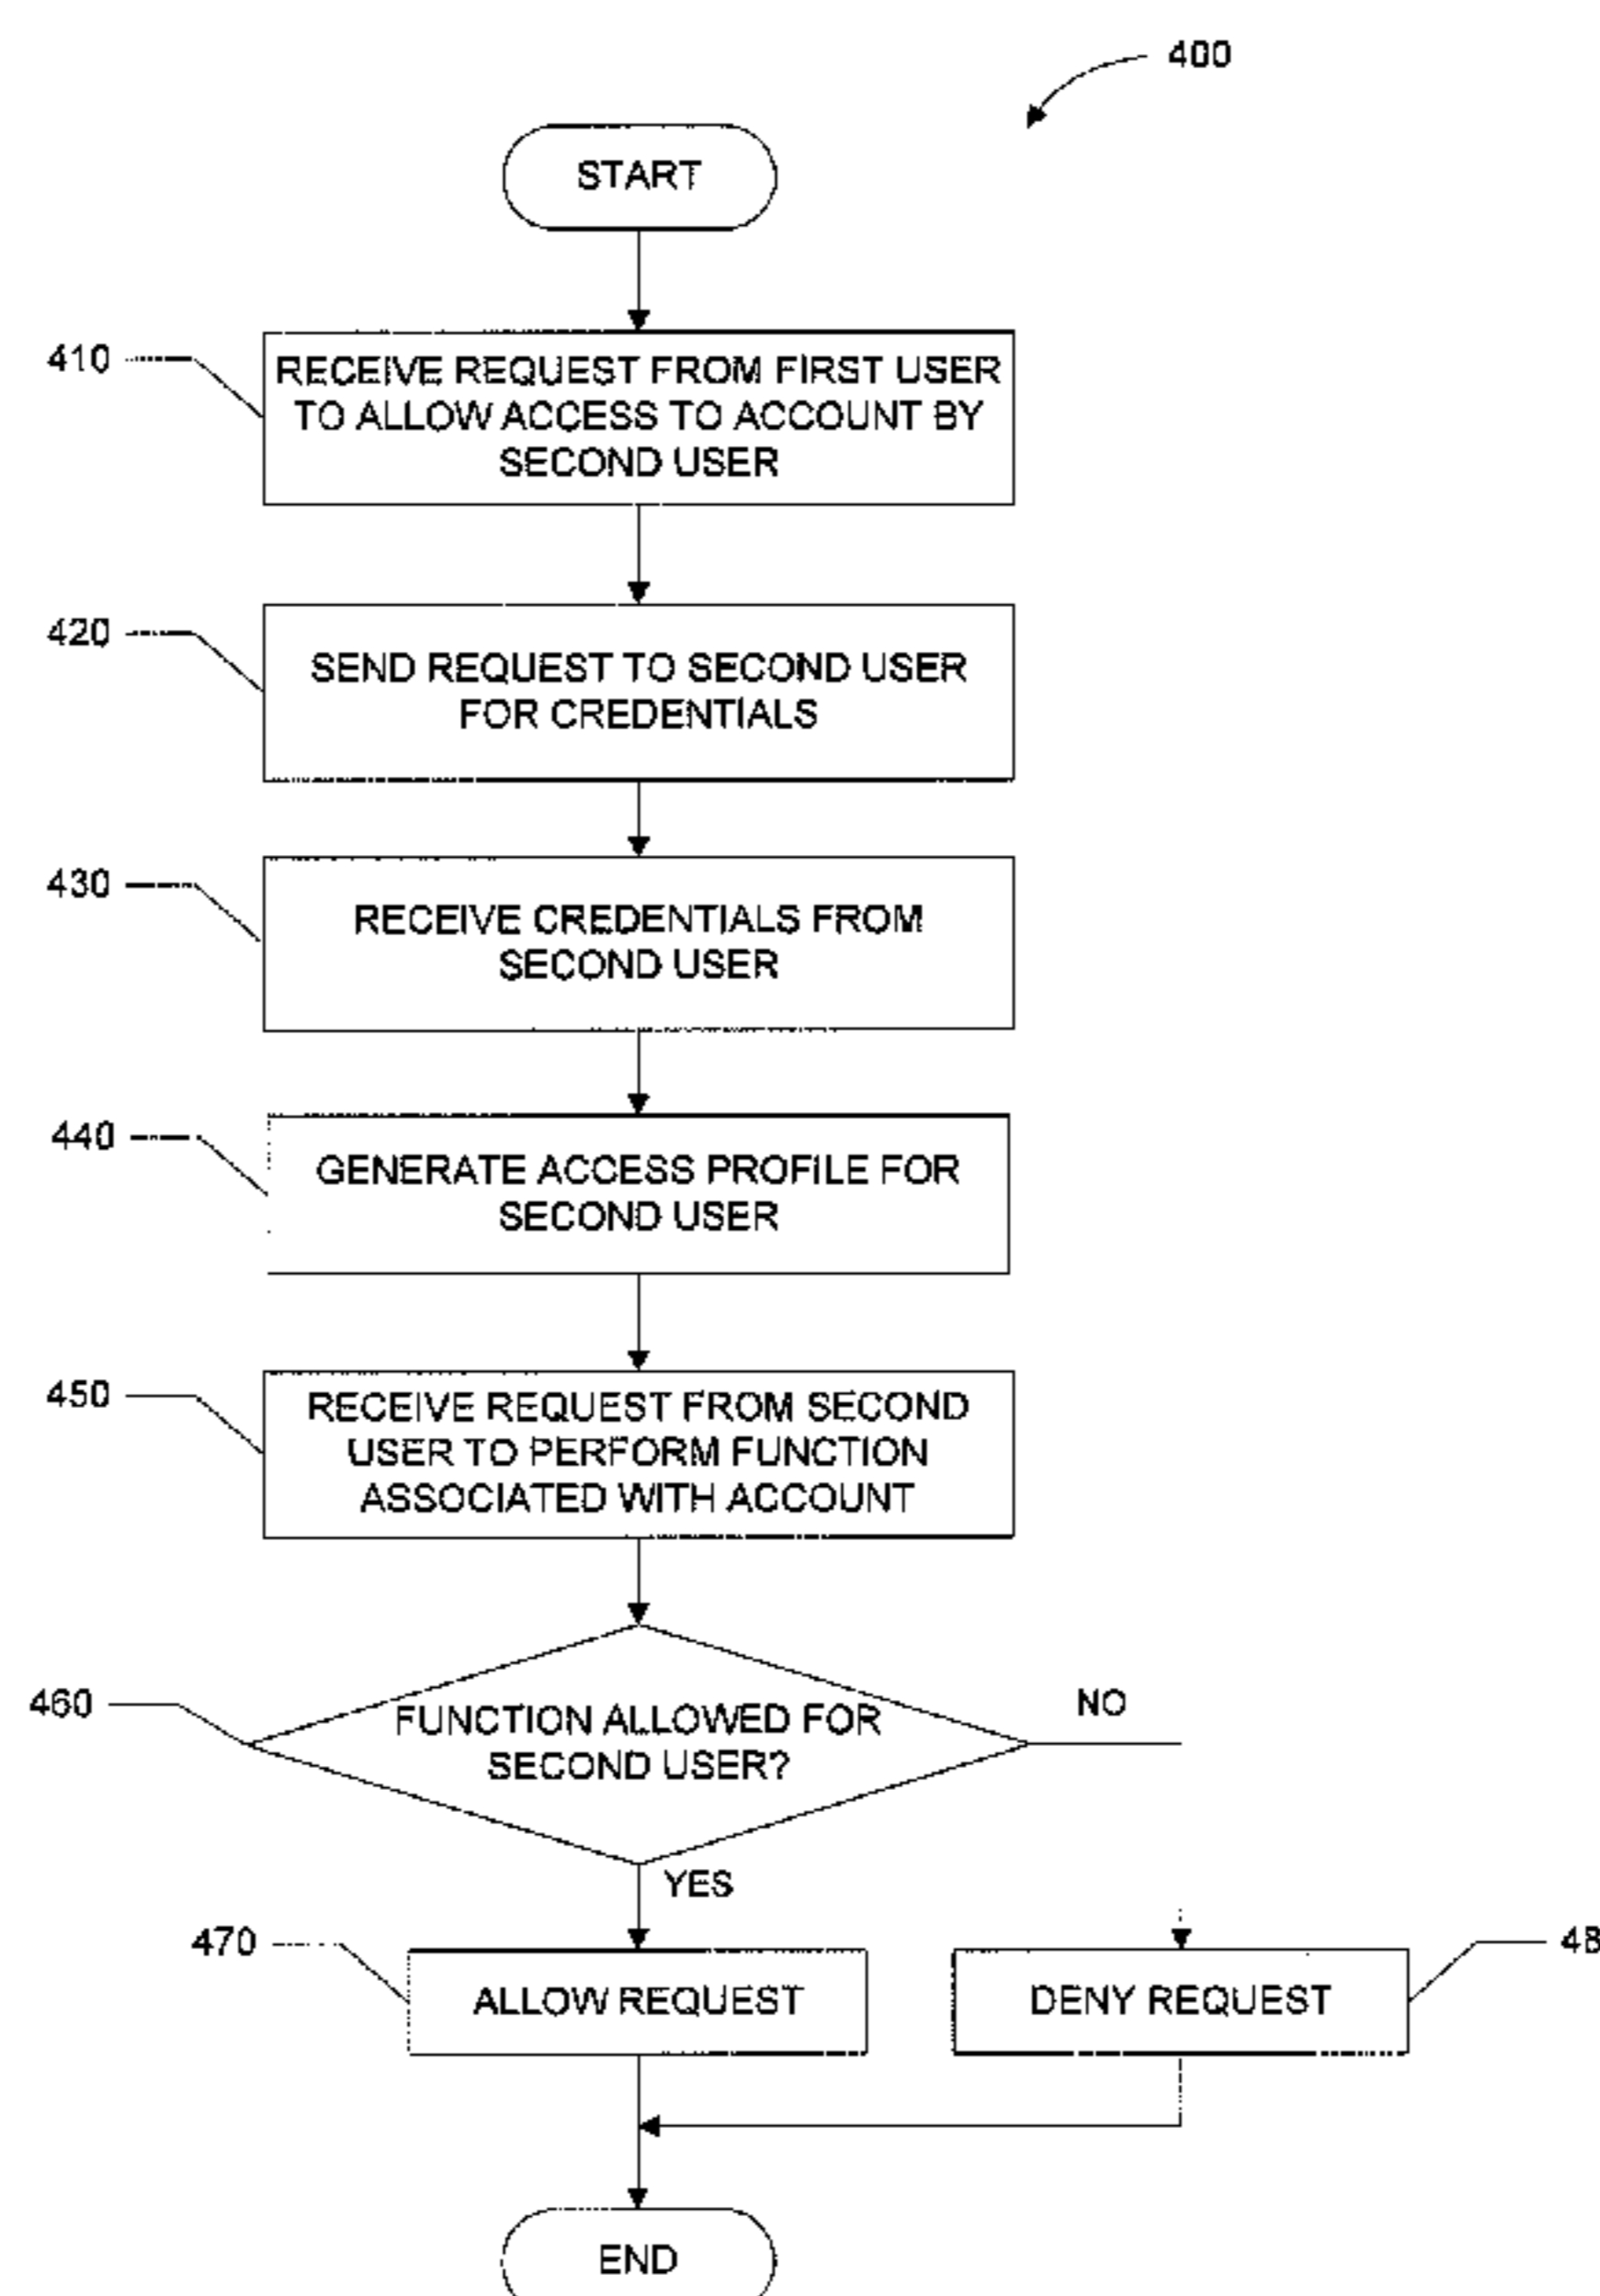 400
START
410
RECEIVE REQUEST FROM FIRST USER
TO ALLOW ACCESS TO ACCOUNT BY
SECOND USER
420
SEND REQUEST TO SECOND USER
FOR CREDENTIALS
430
RECEIVE CREDENTIALS FROM
SECOND USER
440
GENERATE ACCESS PROFILE FOR
SECOND USER
450
RECEIVE REQUEST FROM SECOND
USER TO PERFORM FUNCTION
ASSOCIATED WITH ACCOUNT
460
FUNCTION ALLOWED FOR
SECOND USER?
NO
YES
470
ALLOW REQUEST
DENY REQUEST
48
END